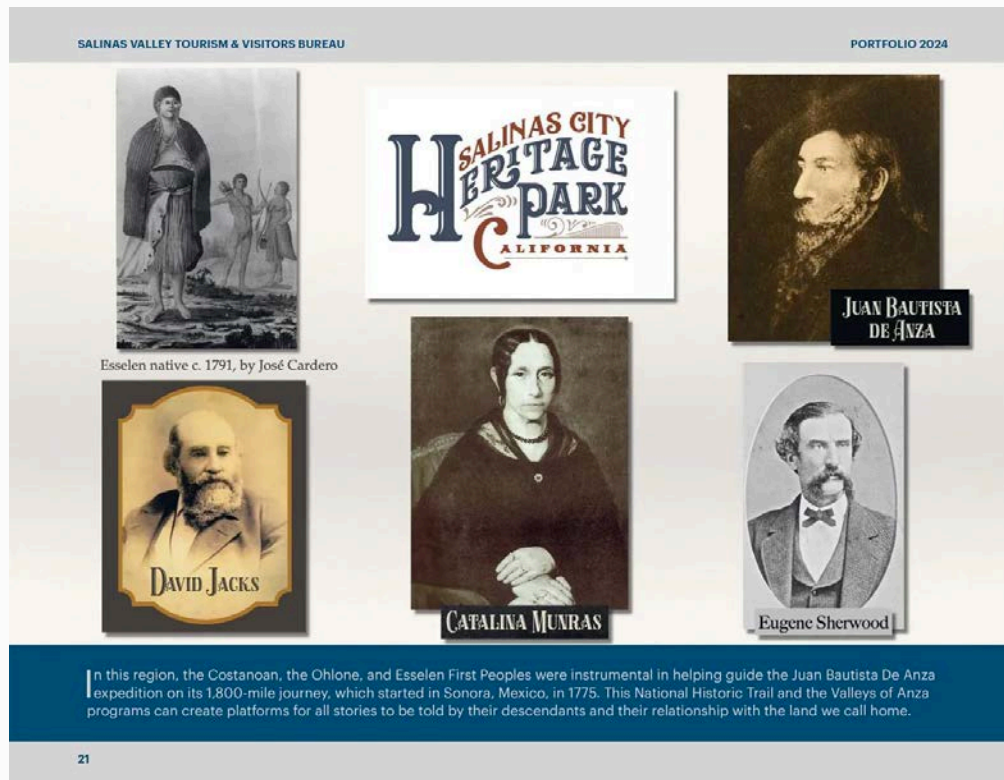 SALINAS VALLEY TOURISM & VISITORS BUREAU
PORTFOLIO 2024
SALINAS CITY
HERITAGE
PARK
CALIFORNIA
JUAN BAUTISTA
DE ANZA
Esselen native c. 1791, by José Cardero
DAVID JACKS
CATALINA MUNRAS
Eugene Sherwood
In this region, the Costanoan, the Ohlone, and Esselen First Peoples were instrumental in helping guide the Juan Bautista De Anza
expedition on its 1,800-mile journey, which started in Sonora, Mexico, in 1775. This National Historic Trail and the Valleys of Anza
programs can create platforms for all stories to be told by their descendants and their relationship with the land we call home.
21